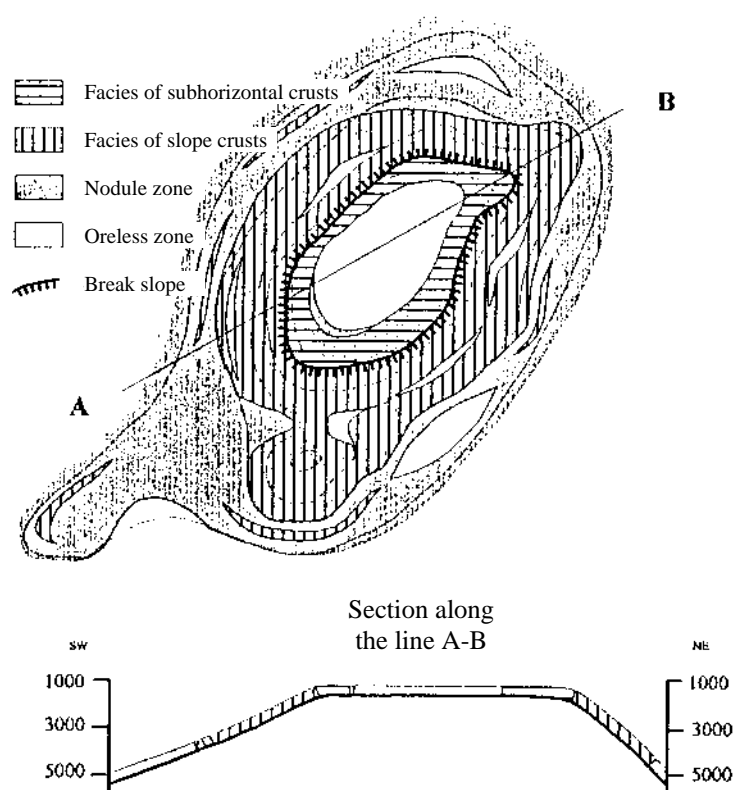 Facies of subhorizontal crusts
Facies of slope crusts
Nodule zone
Oreless zone
Break slope
B
A
Section along
the line A-B
SW
NE
1000
3000
5000
1000
3000
5000